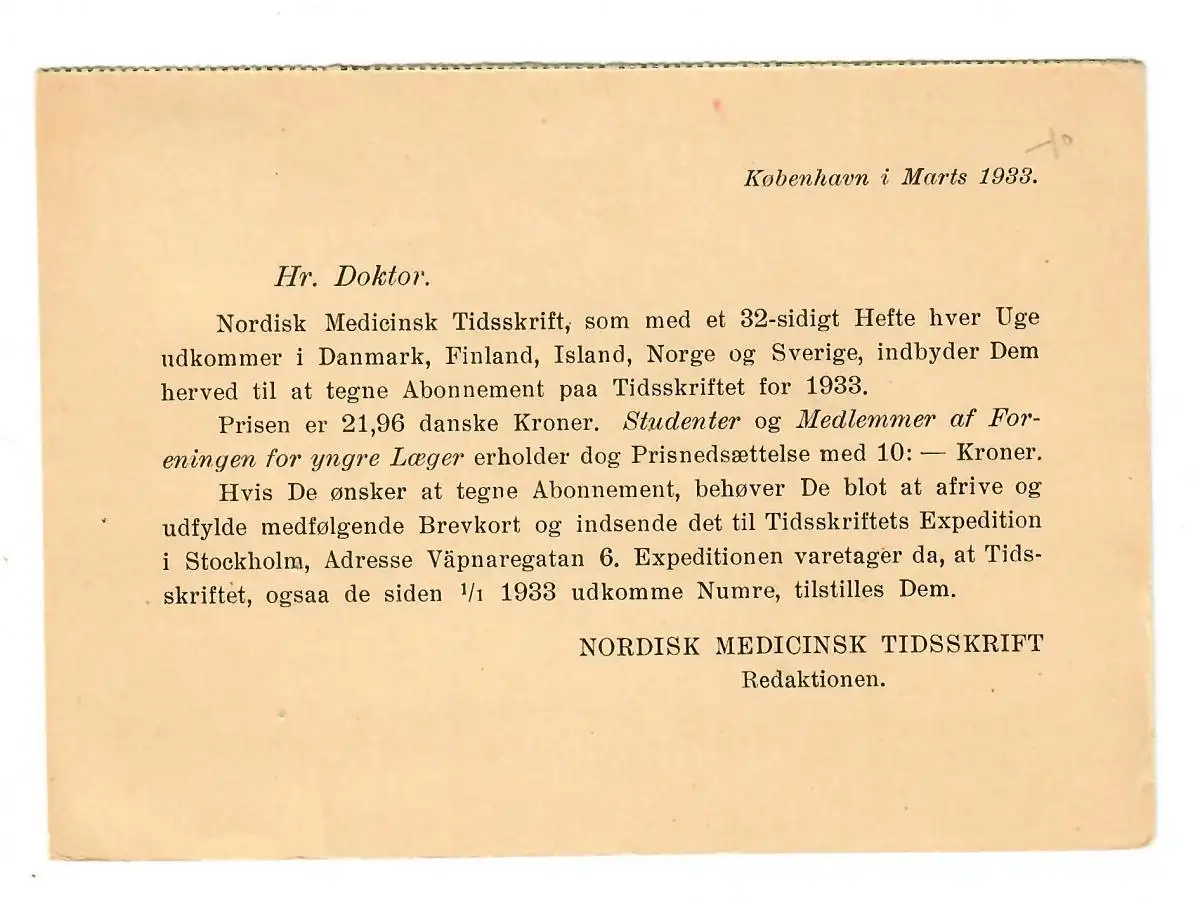 København i Marts 1933.
Hr. Doktor.
Nordisk Medicinsk Tidsskrift, som med et 32-sidigt Hefte hver Uge
udkommer i Danmark, Finland, Island, Norge og Sverige, indbyder Dem
herved til at tegne Abonnement paa Tidsskriftet for 1933.
Prisen er 21,96 danske Kroner. Studenter og Medlemmer af For-
eningen for yngre Læger erholder dog Prisnedsættelse med 10: — Kroner.
Hvis De ønsker at tegne Abonnement, behøver De blot at afrive og
udfylde medfølgende Brevkort og indsende det til Tidsskriftets Expedition
i Stockholm, Adresse Väpnaregatan 6. Expeditionen varetager da, at Tids-
skriftet, ogsaa de siden 1/1 1933 udkomme Numre, tilstilles Dem.
NORDISK MEDICINSK TIDSSKRIFT
Redaktionen.